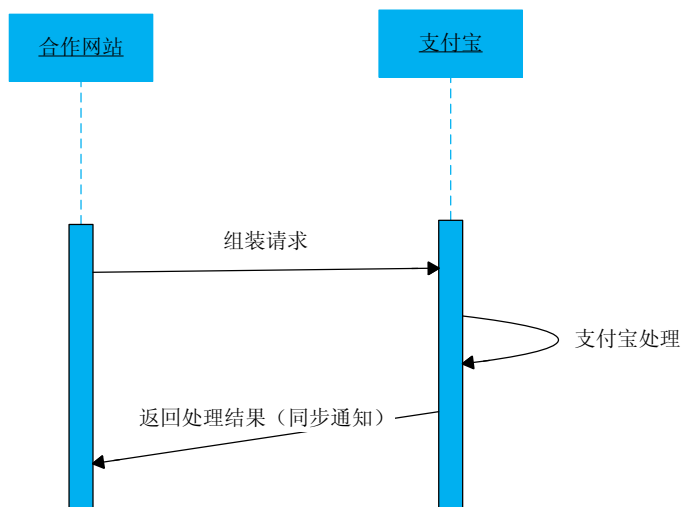 合作网站
支付宝
组装请求
支付宝处理
返回处理结果（同步通知）